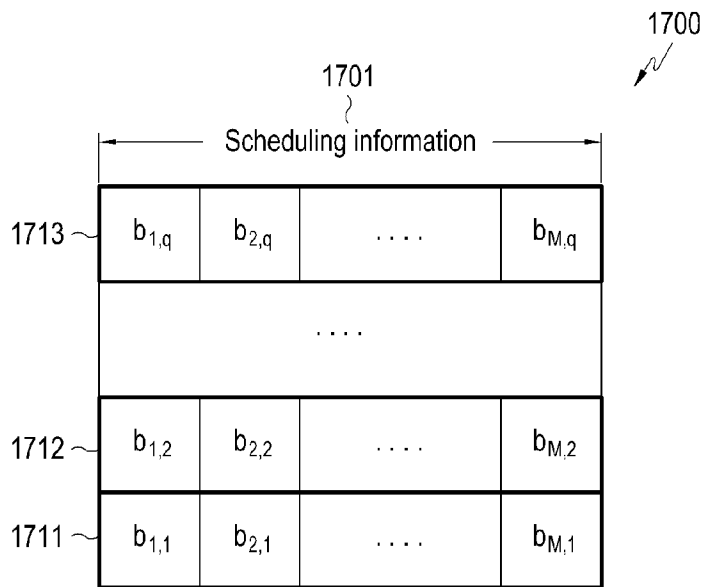 1700
1701
Scheduling information
1713 b1,q b2,q .... bM,q
....
1712 b1,2 b2,2 .... bM,2
1711 b1,1 b2,1 .... bM,1